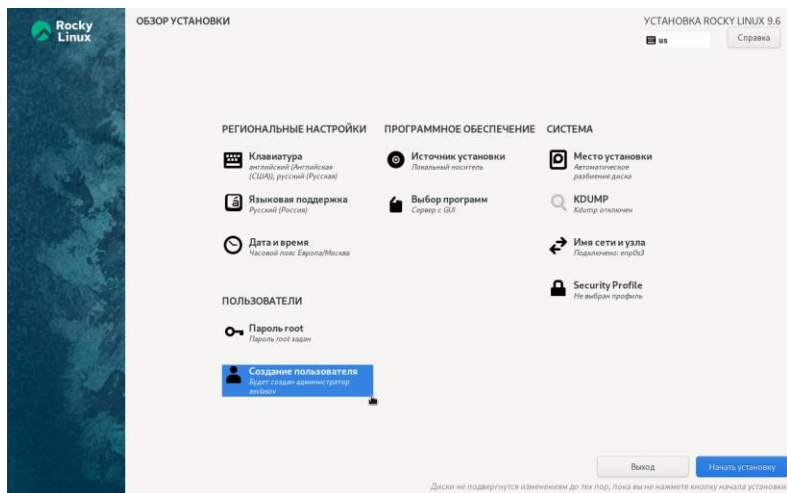 Rocky
Linux
ОБЗОР УСТАНОВКИ
УСТАНОВКА ROCKY LINUX 9.6
us
Справка
РЕГИОНАЛЬНЫЕ НАСТРОЙКИ
Клавиатура
английский (Английская
(США)), русский (Русская)
Языковая поддержка
Русский (Россия)
Дата и время
Часовой пояс Европа/Москва
ПРОГРАММНОЕ ОБЕСПЕЧЕНИЕ
Источник установки
Локальный носитель
Выбор программ
Сервер с GUI
СИСТЕМА
Место установки
Автоматическое
разбиение диска
KDUMP
Kdump отключен
Имя сети и узла
Подключено: enp0s3
Security Profile
Не выбран профиль
ПОЛЬЗОВАТЕЛИ
Пароль root
Пароль root задан
Создание пользователя
Будет создан администратор
Выход
Начать установку
Диски не подвергнутся изменениям до тех пор, пока вы не нажмете кнопку начала установки